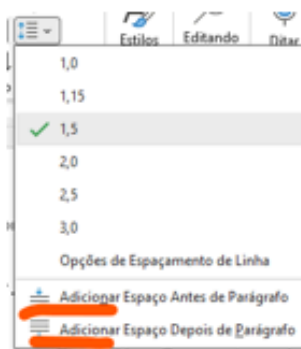 Estilos Editando Ditar
1,0
1,15
1,5
2,0
2,5
3,0
Opções de Espaçamento de Linha
Adicionar Espaço Antes de Parágrafo
Adicionar Espaço Depois de Parágrafo